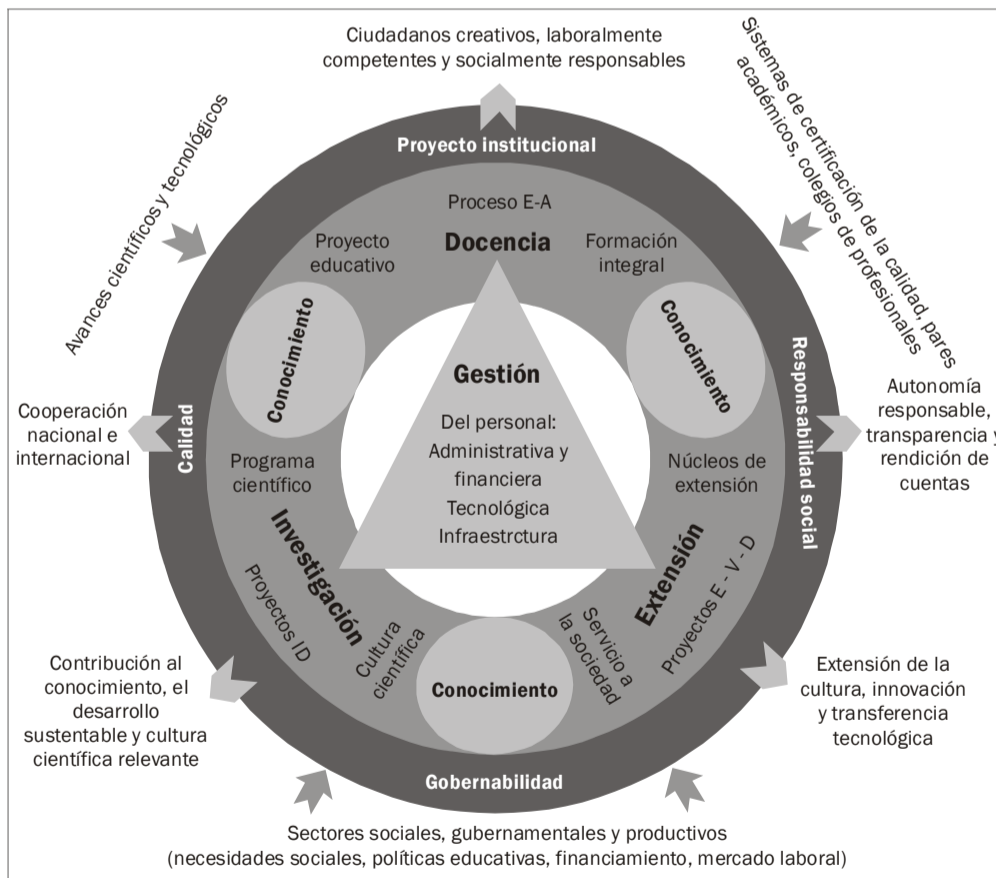 Ciudadanos creativos, laboralmente
competentes y socialmente responsables
Sistemas de certificación de la calidad, pares
académicos, colegios de profesionales
Avances científicos y tecnológicos
Proyecto institucional
Proceso E-A
Docencia
Proyecto
educativo
Formación
integral
Conocimiento
Conocimiento
Gestión
Del personal:
Administrativa y
financiera
Tecnológica
Infraestrctura
Calidad
Responsabilidad social
Cooperación
nacional e
internacional
Autonomía
responsable,
transparencia y
rendición de
cuentas
Programa
científico
Núcleos de
extensión
Investigación
Proyectos ID
Cultura
científica
Extensión
Proyectos E - V - D
Servicio a
la sociedad
Conocimiento
Contribución al
conocimiento, el
desarrollo
sustentable y cultura
científica relevante
Extensión de la
cultura, innovación
y transferencia
tecnológica
Gobernabilidad
Sectores sociales, gubernamentales y productivos
(necesidades sociales, políticas educativas, financiamiento, mercado laboral)